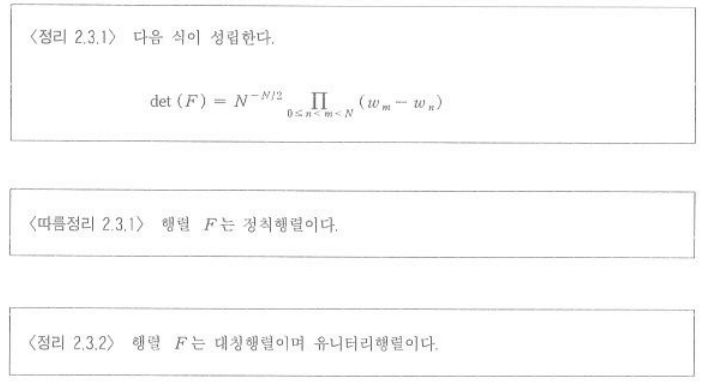 〈정리 2.3.1〉 다음 식이 성립한다.
det (F) = N^{-N/2} ∏_{0≤n<m<N} (w_m − w_n)
〈따름정리 2.3.1〉 행렬 F는 정칙행렬이다.
〈정리 2.3.2〉 행렬 F는 대칭행렬이며 유니터리행렬이다.